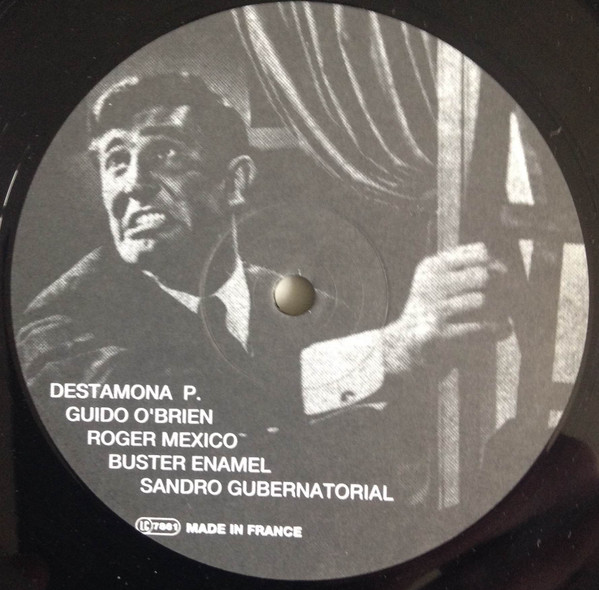 DESTAMONA P.
GUIDO O'BRIEN
ROGER MEXICO
BUSTER ENAMEL
SANDRO GUBERNATORIAL
LC 7661 MADE IN FRANCE